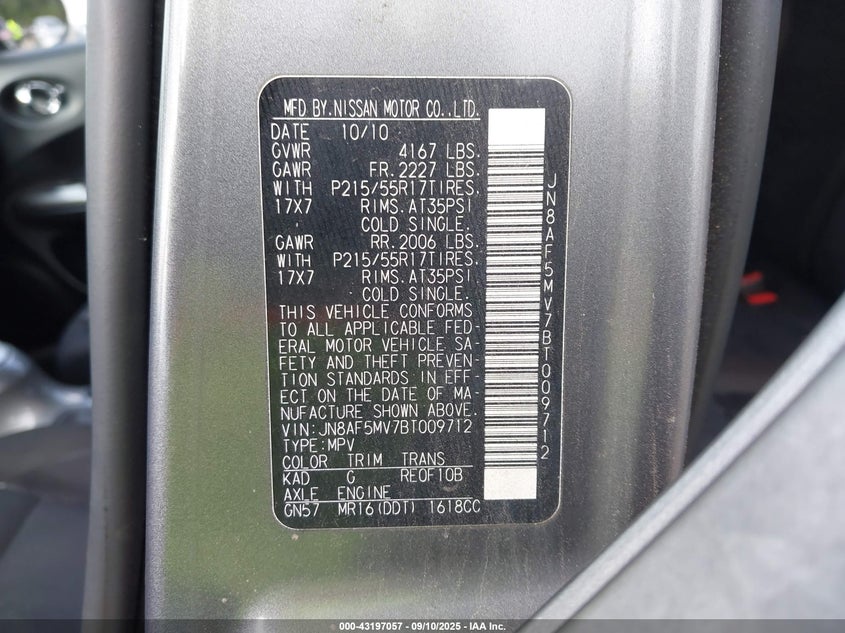 MFD BY.NISSAN MOTOR CO.,LTD.
DATE 10/10
GVWR 4167 LBS.
GAWR FR. 2227 LBS.
WITH P215/55R17TIRES.
17X7 RIMS. AT35PSI
, COLD SINGLE.
GAWR RR. 2006 LBS.
WITH P215/55R17TIRES.
17X7 RIMS. AT35PSI
. COLD SINGLE.
THIS VEHICLE CONFORMS
TO ALL APPLICABLE FED-
ERAL MOTOR VEHICLE SA-
FETY AND THEFT PREVEN-
TION STANDARDS IN EFF-
ECT ON THE DATE OF MA-
NUFACTURE SHOWN ABOVE.
VIN:JN8AF5MV7BT009712
TYPE:MPV
COLOR TRIM TRANS
KAD G RE0F10B
AXLE ENGINE
GN57 MR16(DDT) 1618CC
JN8AF5MV7BT009712
000-43197057 - 09/10/2025 - IAA Inc.